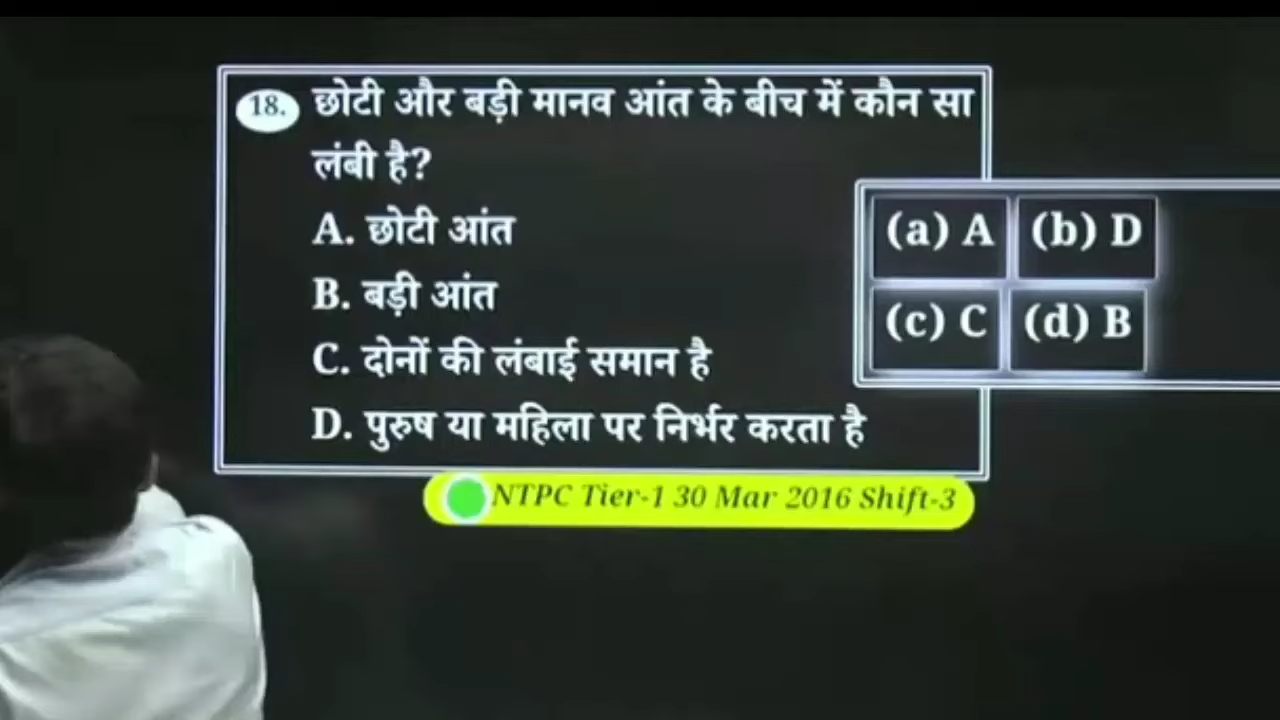 18. छोटी और बड़ी मानव आंत के बीच में कौन सा
लंबी है?
A. छोटी आंत
B. बड़ी आंत
C. दोनों की लंबाई समान है
D. पुरुष या महिला पर निर्भर करता है
(a) A (b) D
(c) C (d) B
NTPC Tier-1 30 Mar 2016 Shift-3